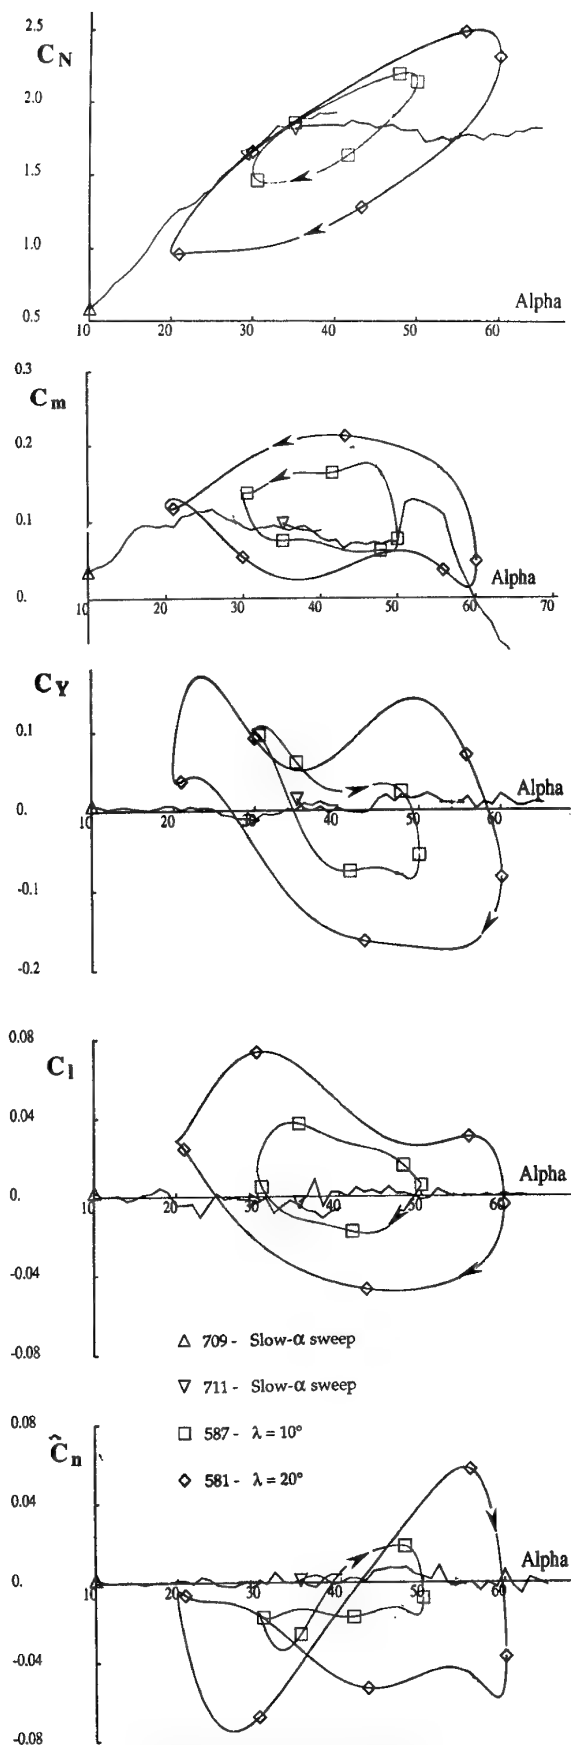 2.5
C_N
2.0
1.5
1.0
Alpha
0.5
10 20 30 40 50 60
0.3
C_m
0.2
0.1
Alpha
0.
10 20 30 40 50 60 70
C_Y
0.1
Alpha
0.
10 20 30 40 50 60
-0.1
-0.2
0.08
C_l
0.04
Alpha
0.
10 20 30 40 50 60
-0.04
-0.08
△ 709 - Slow-α sweep
▽ 711 - Slow-α sweep
□ 587 - λ = 10°
◇ 581 - λ = 20°
0.08
Ĉ_n
0.04
Alpha
0.
10 20 30 40 50 60
-0.04
-0.08